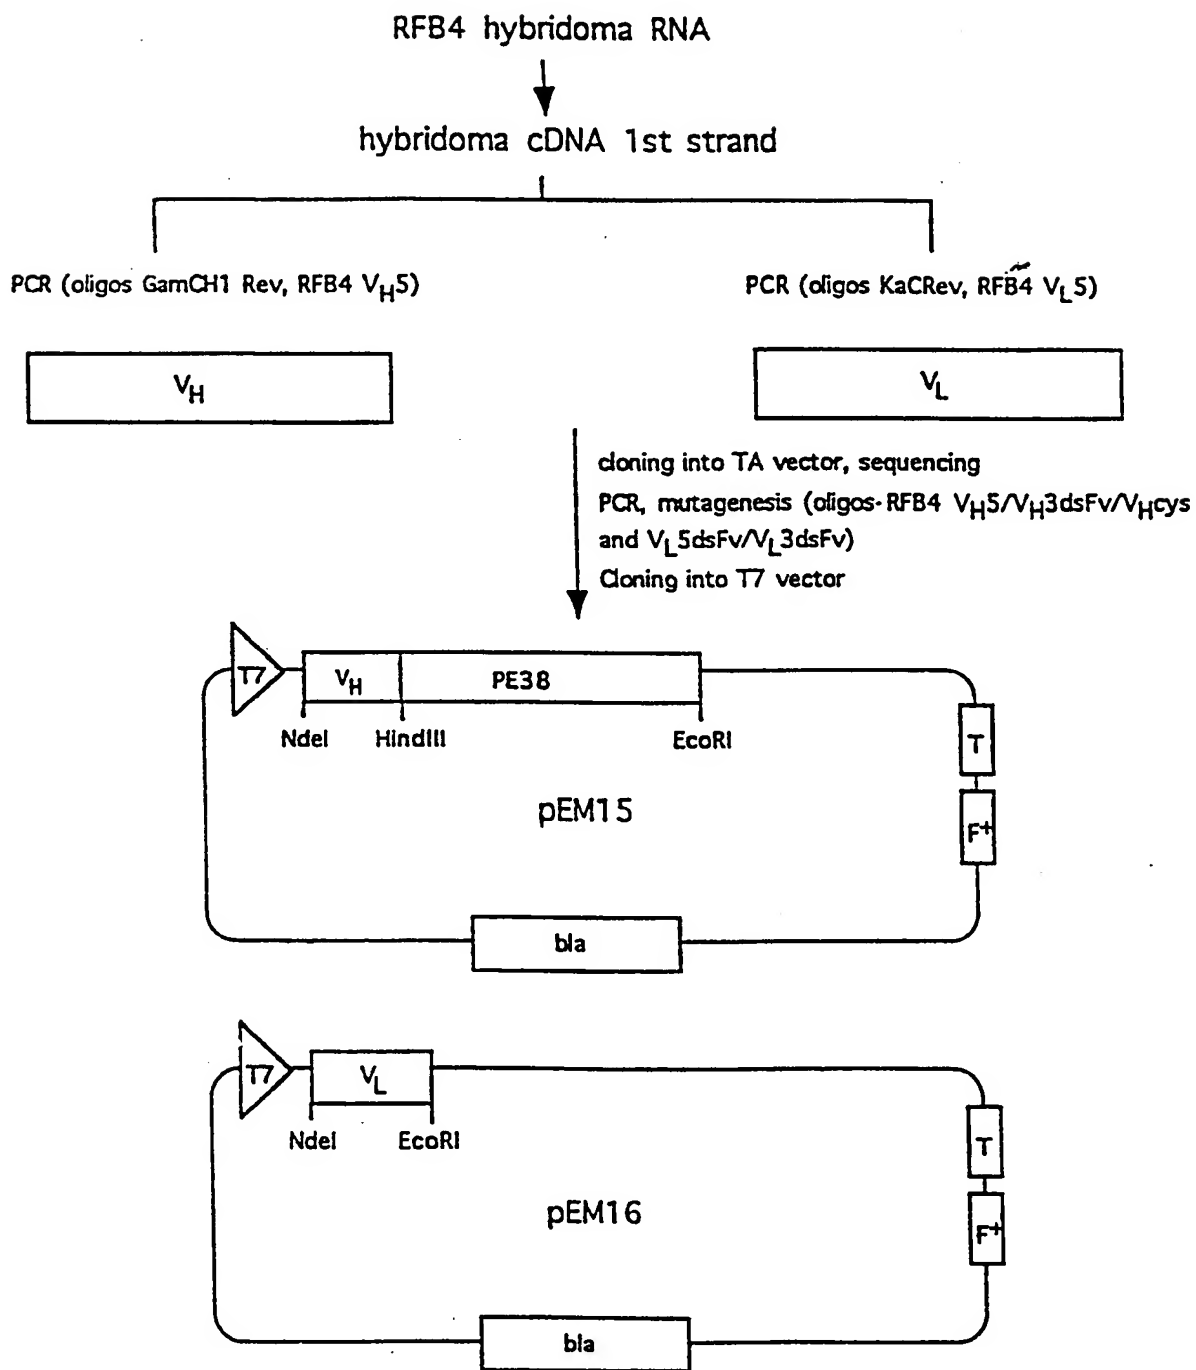 RFB4 hybridoma RNA
hybridoma cDNA 1st strand
PCR (oligos GamCH1 Rev, RFB4 VH5)
PCR (oligos KaCRev, RFB4 VL5)
VH
VL
cloning into TA vector, sequencing
PCR, mutagenesis (oligos·RFB4 VH5/VH3dsFv/VHcys
and VL5dsFv/VL3dsFv)
Cloning into T7 vector
T7
VH
PE38
NdeI
HindIII
EcoRI
T
pEM15
F+
bla
T7
VL
NdeI
EcoRI
T
pEM16
F+
bla